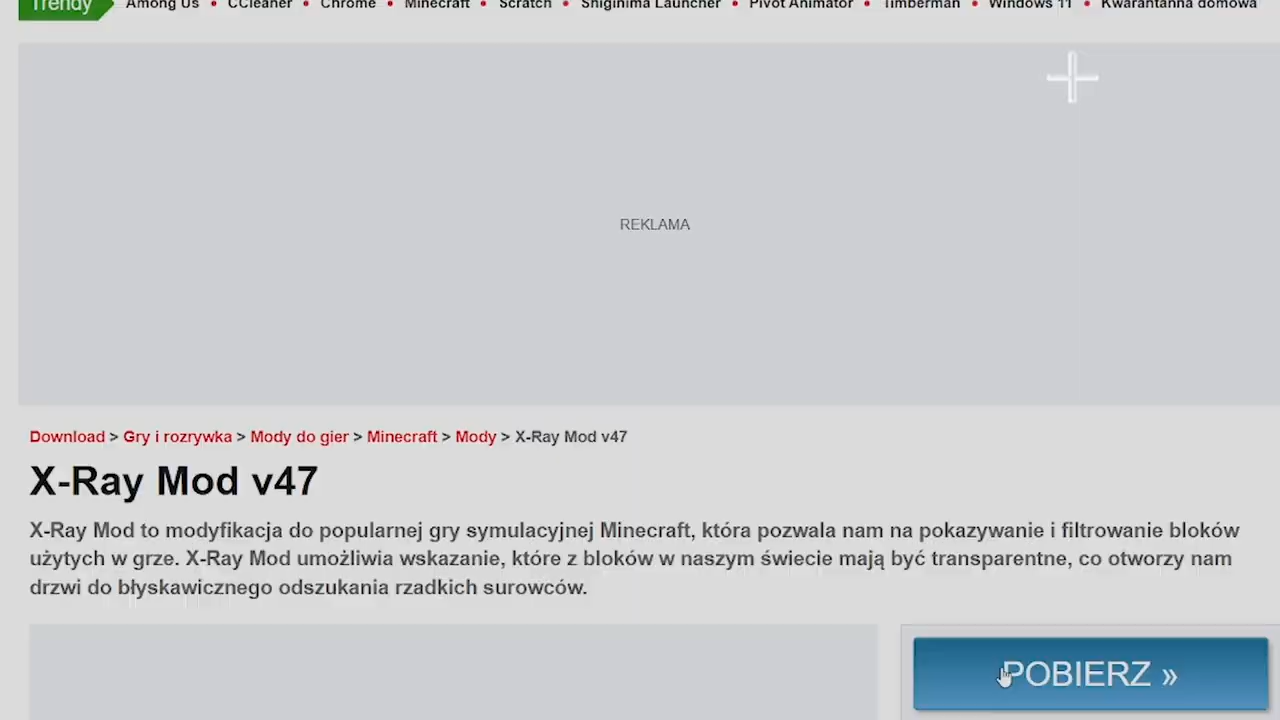 Trendy Among Us • CCleaner • Chrome • Minecraft • Scratch • Shiginima Launcher • Pivot Animator • Timberman • Windows 11 • Kwarantanna domowa
REKLAMA
Download > Gry i rozrywka > Mody do gier > Minecraft > Mody > X-Ray Mod v47
X-Ray Mod v47
X-Ray Mod to modyfikacja do popularnej gry symulacyjnej Minecraft, która pozwala nam na pokazywanie i filtrowanie bloków
użytych w grze. X-Ray Mod umożliwia wskazanie, które z bloków w naszym świecie mają być transparentne, co otworzy nam
drzwi do błyskawicznego odszukania rzadkich surowców.
POBIERZ »